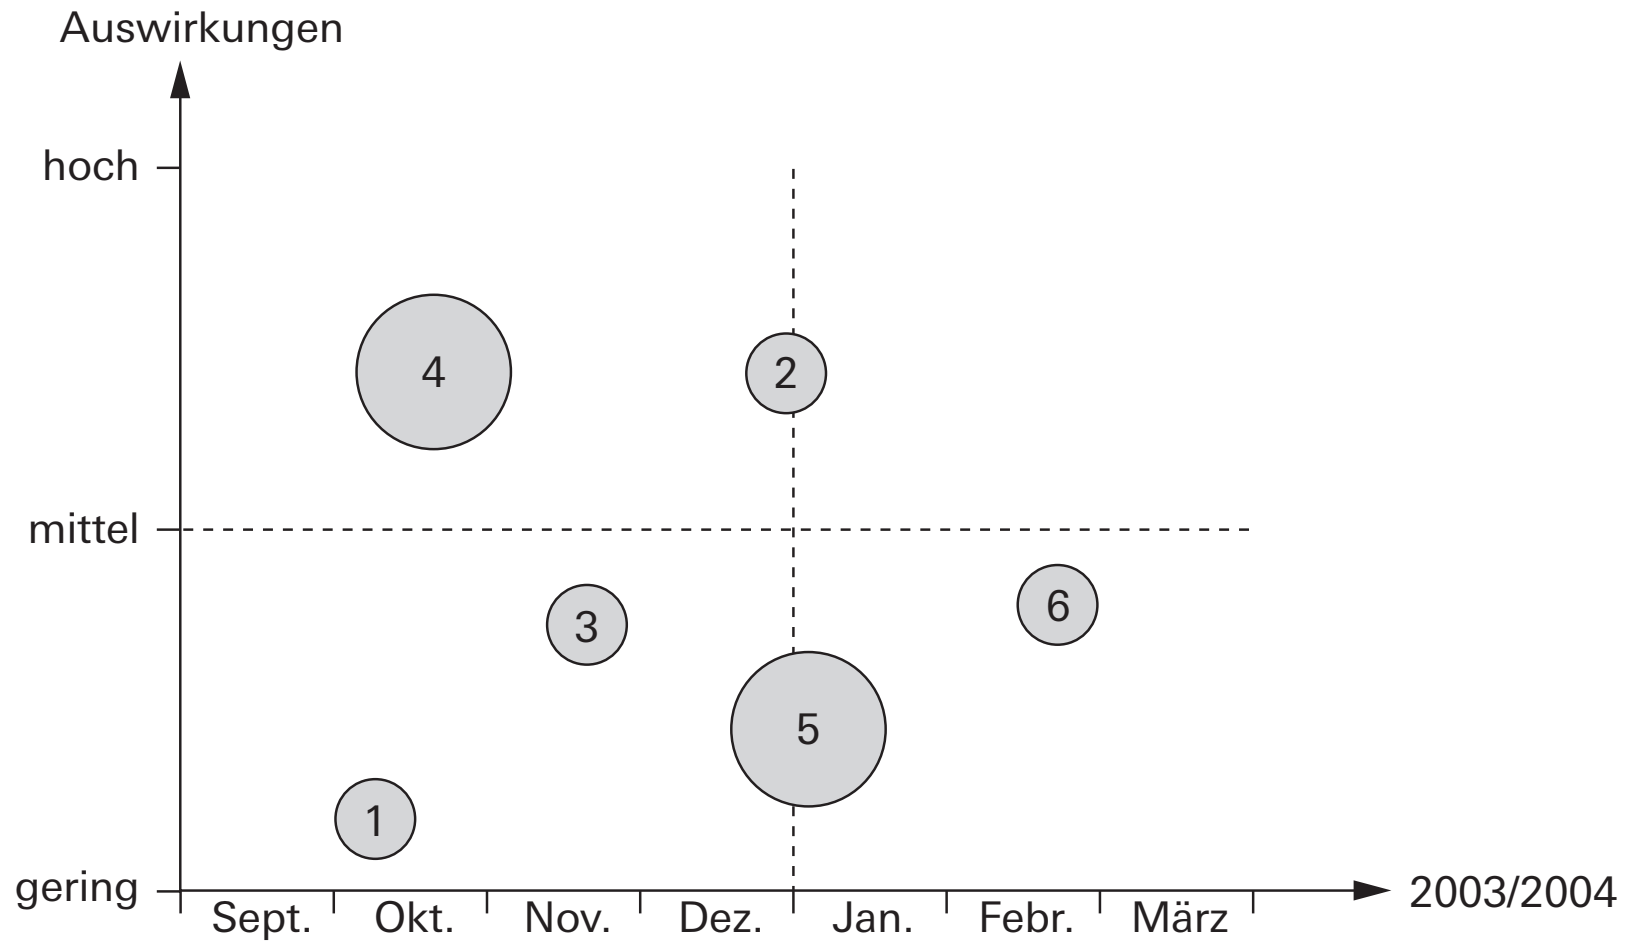 Auswirkungen
hoch
4
2
mittel
3
6
5
1
gering
2003/2004
Sept. Okt. Nov. Dez. Jan. Febr. März